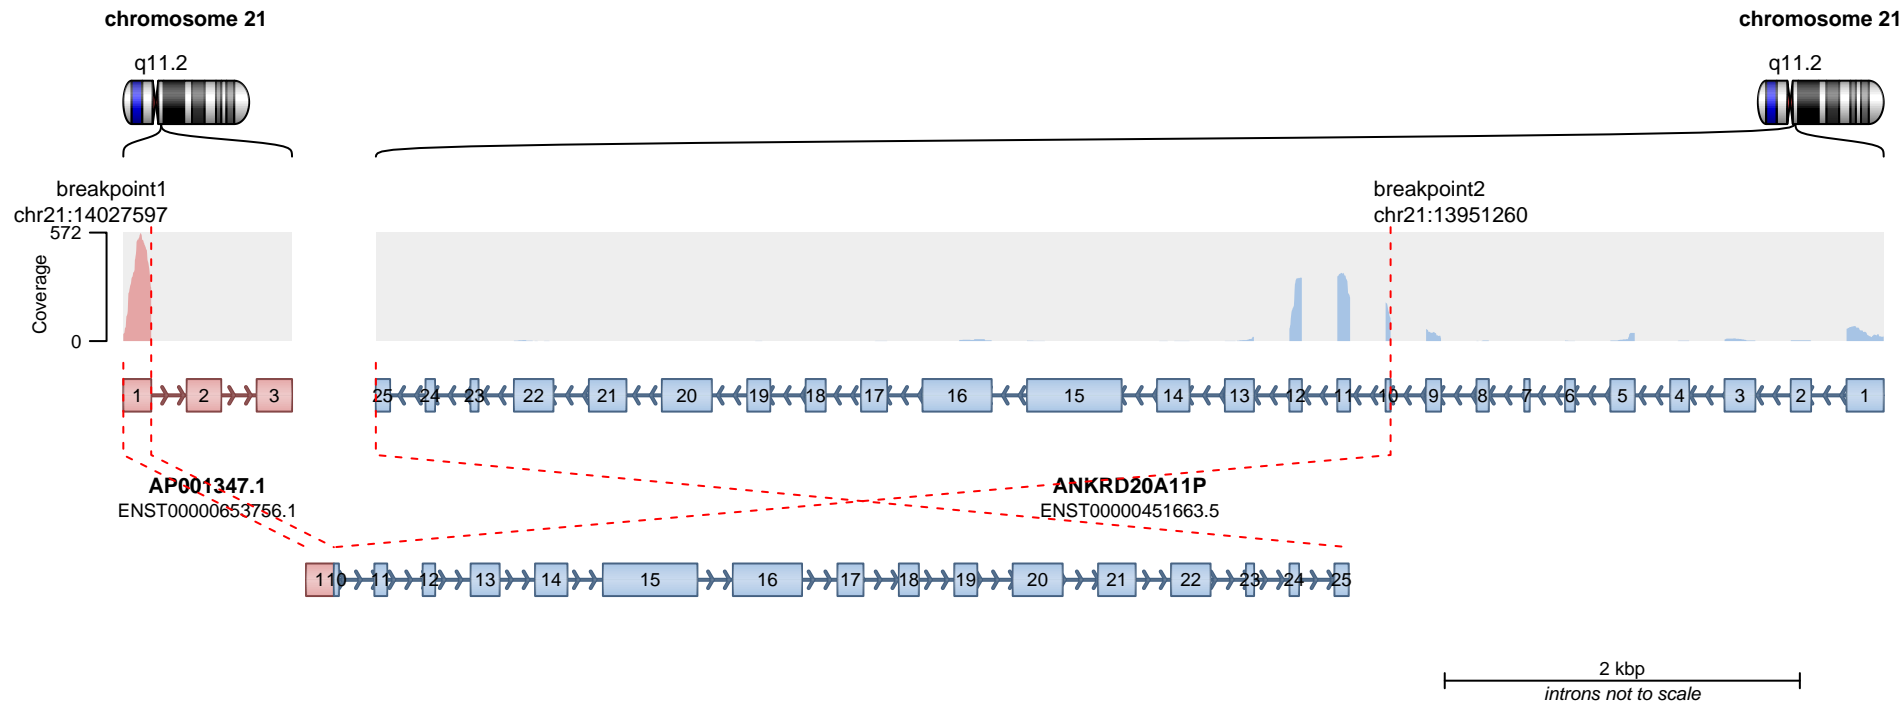 chromosome 21
chromosome 21
q11.2
q11.2
breakpoint1
chr21:14027597
breakpoint2
chr21:13951260
572
Coverage
0
1 2 3
25 24 23 22 21 20 19 18 17 16 15 14 13 12 11 10 9 8 7 6 5 4 3 2 1
AP001347.1
ENST00000653756.1
ANKRD20A11P
ENST00000451663.5
1 10 11 12 13 14 15 16 17 18 19 20 21 22 23 24 25
2 kbp
introns not to scale